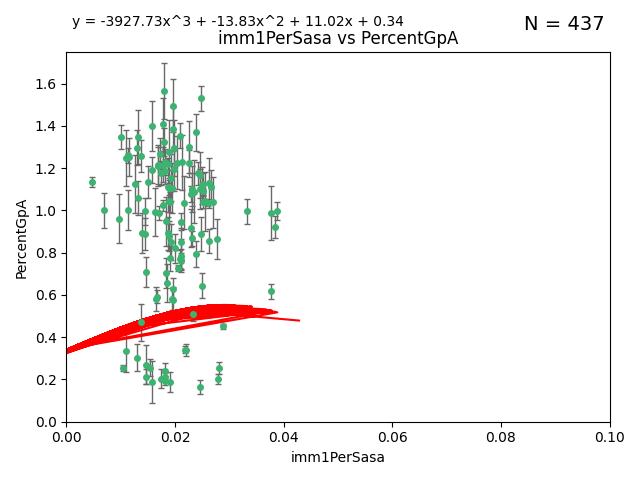 y = -3927.73x^3 + -13.83x^2 + 11.02x + 0.34
N = 437
imm1PerSasa vs PercentGpA
PercentGpA
1.6
1.4
1.2
1.0
0.8
0.6
0.4
0.2
0.0
0.00 0.02 0.04 0.06 0.08 0.10
imm1PerSasa